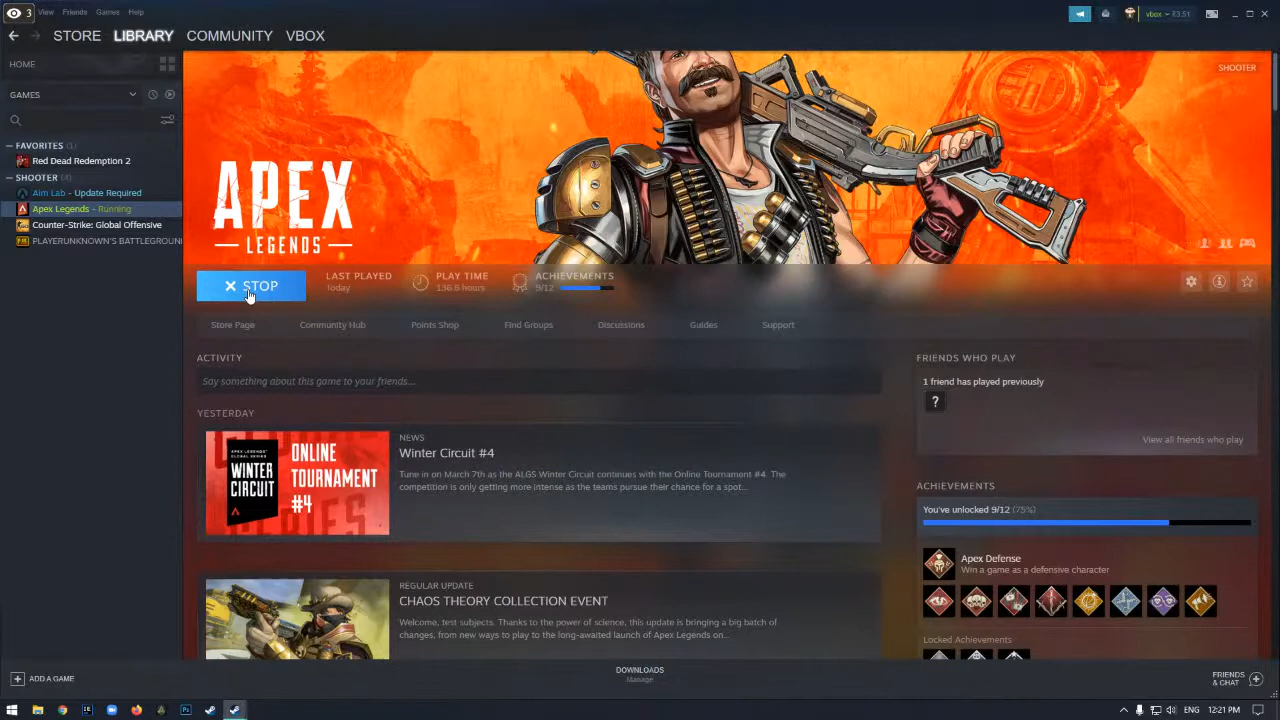 3 View Friends Games Help
vbox €3.51
STORE LIBRARY COMMUNITY VBOX
HOME
SHOOTER
GAMES
FAVORITES (1)
Red Dead Redemption 2
SHOOTER (4)
Aim Lab - Update Required
Apex Legends - Running
Counter-Strike: Global Offensive
PLAYERUNKNOWN'S BATTLEGROUN
APEX
LEGENDS
STOP
LAST PLAYED
Today
PLAY TIME
136.6 hours
ACHIEVEMENTS
9/12
Store Page Community Hub Points Shop Find Groups Discussions Guides Support
ACTIVITY
Say something about this game to your friends...
YESTERDAY
APEX LEGENDS
WINTER
CIRCUIT
ONLINE
TOURNAMENT
#4
NEWS
Winter Circuit #4
Tune in on March 7th as the ALGS Winter Circuit continues with the Online Tournament #4. The
competition is only getting more intense as the teams pursue their chance for a spot...
REGULAR UPDATE
CHAOS THEORY COLLECTION EVENT
Welcome, test subjects. Thanks to the power of science, this update is bringing a big batch of
changes, from new ways to play to the long-awaited launch of Apex Legends on...
FRIENDS WHO PLAY
1 friend has played previously
?
View all friends who play
ACHIEVEMENTS
You've unlocked 9/12 (75%)
Apex Defense
Win a game as a defensive character
Locked Achievements
ADD A GAME
DOWNLOADS
Manage
FRIENDS
& CHAT
ENG 12:21 PM